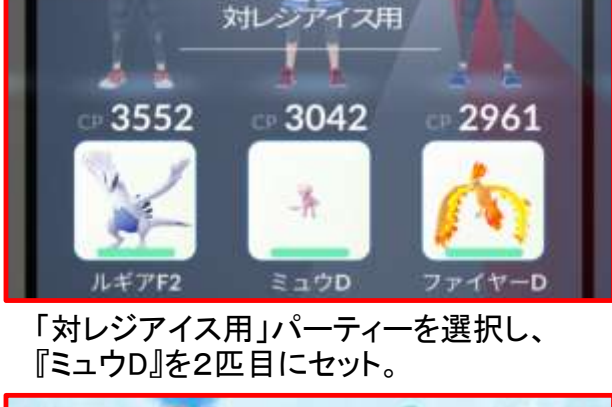 対レジアイス用
CP 3552 CP 3042 CP 2961
ルギアF2 ミュウD ファイヤーD
「対レジアイス用」パーティーを選択し、
『ミュウD』を2匹目にセット。